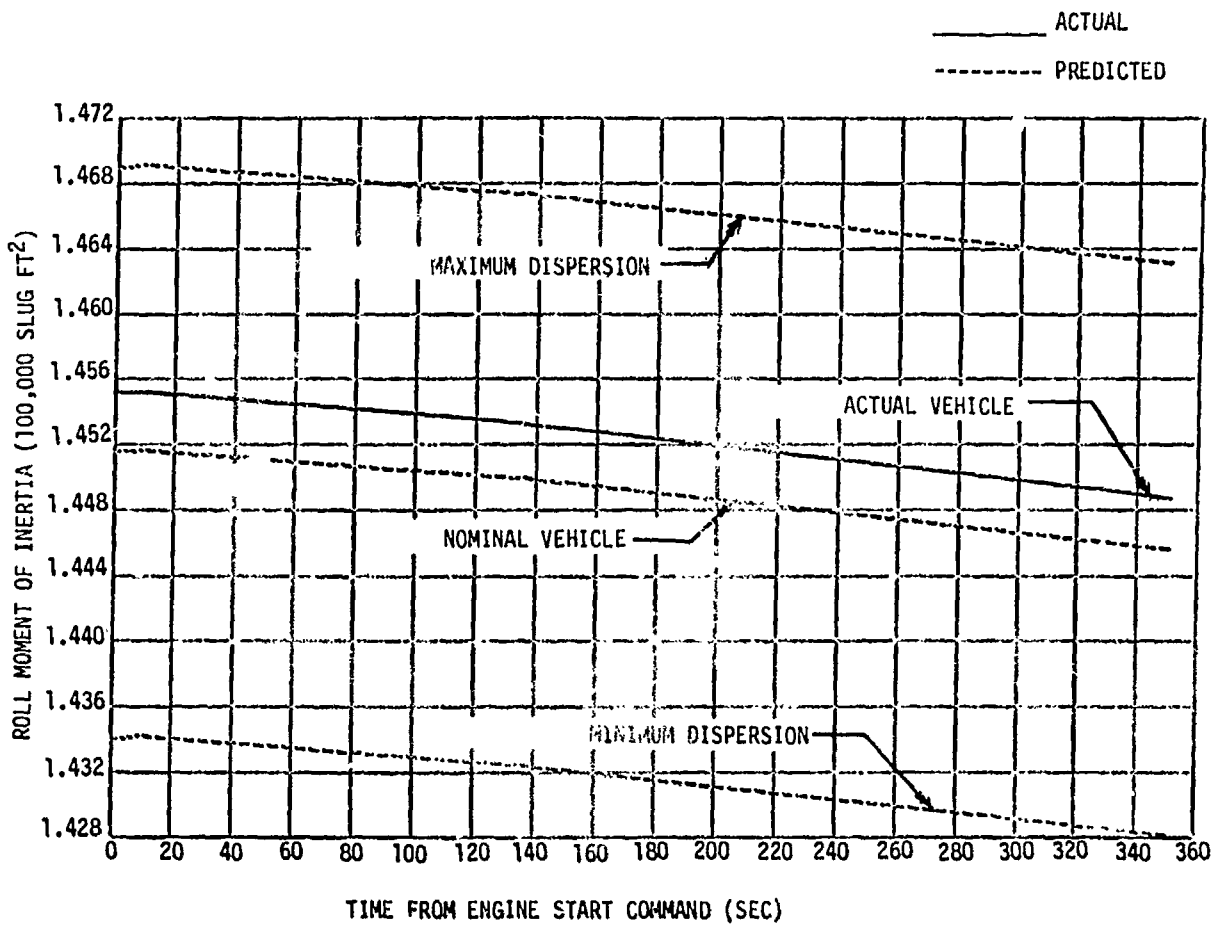 ACTUAL
PREDICTED
1.472
1.468
1.464
1.460
1.456
1.452
1.448
1.444
1.440
1.436
1.432
1.428
ROLL MOMENT OF INERTIA (100,000 SLUG FT²)
MAXIMUM DISPERSION
ACTUAL VEHICLE
NOMINAL VEHICLE
MINIMUM DISPERSION
0 20 40 60 80 100 120 140 160 180 200 220 240 260 280 300 320 340 360
TIME FROM ENGINE START COMMAND (SEC)